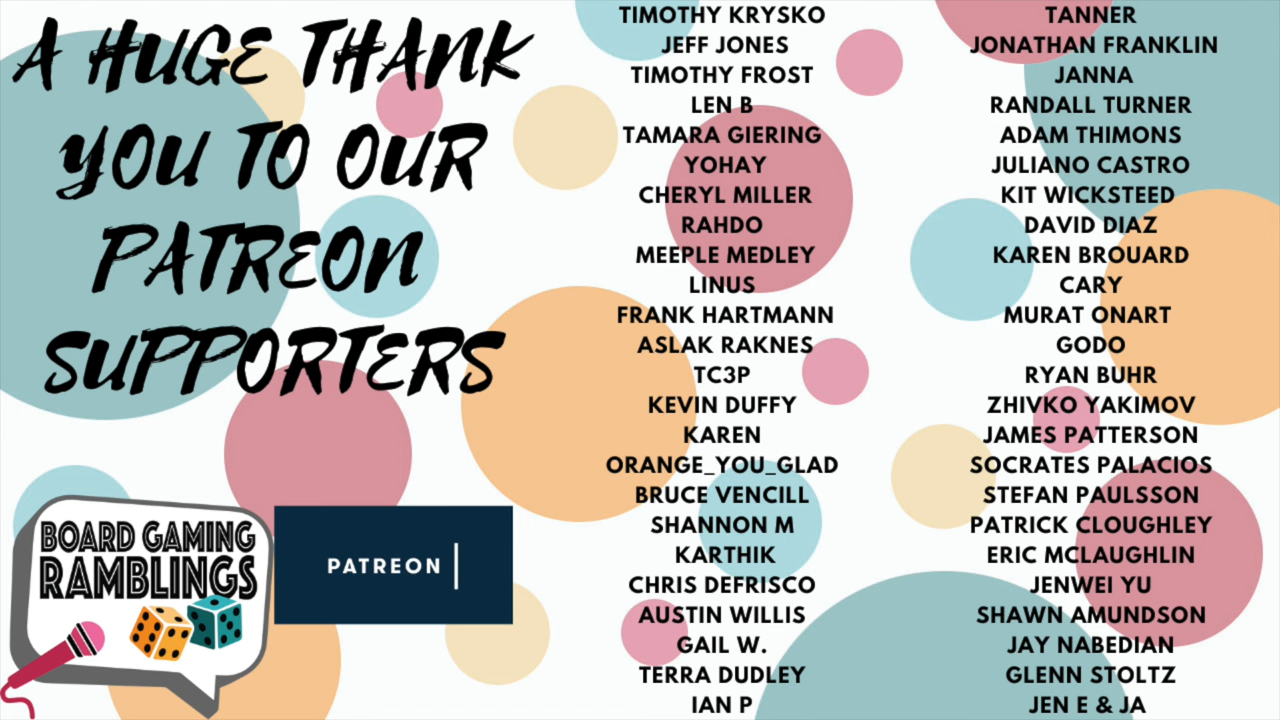 A HUGE THANK
YOU TO OUR
PATREON
SUPPORTERS
BOARD GAMING
RAMBLINGS
PATREON
TIMOTHY KRYSKO
JEFF JONES
TIMOTHY FROST
LEN B
TAMARA GIERING
YOHAY
CHERYL MILLER
RAHDO
MEEPLE MEDLEY
LINUS
FRANK HARTMANN
ASLAK RAKNES
TC3P
KEVIN DUFFY
KAREN
ORANGE_YOU_GLAD
BRUCE VENCILL
SHANNON M
KARTHIK
CHRIS DEFRISCO
AUSTIN WILLIS
GAIL W.
TERRA DUDLEY
IAN P
TANNER
JONATHAN FRANKLIN
JANNA
RANDALL TURNER
ADAM THIMONS
JULIANO CASTRO
KIT WICKSTEED
DAVID DIAZ
KAREN BROUARD
CARY
MURAT ONART
GODO
RYAN BUHR
ZHIVKO YAKIMOV
JAMES PATTERSON
SOCRATES PALACIOS
STEFAN PAULSSON
PATRICK CLOUGHLEY
ERIC MCLAUGHLIN
JENWEI YU
SHAWN AMUNDSON
JAY NABEDIAN
GLENN STOLTZ
JEN E & JA